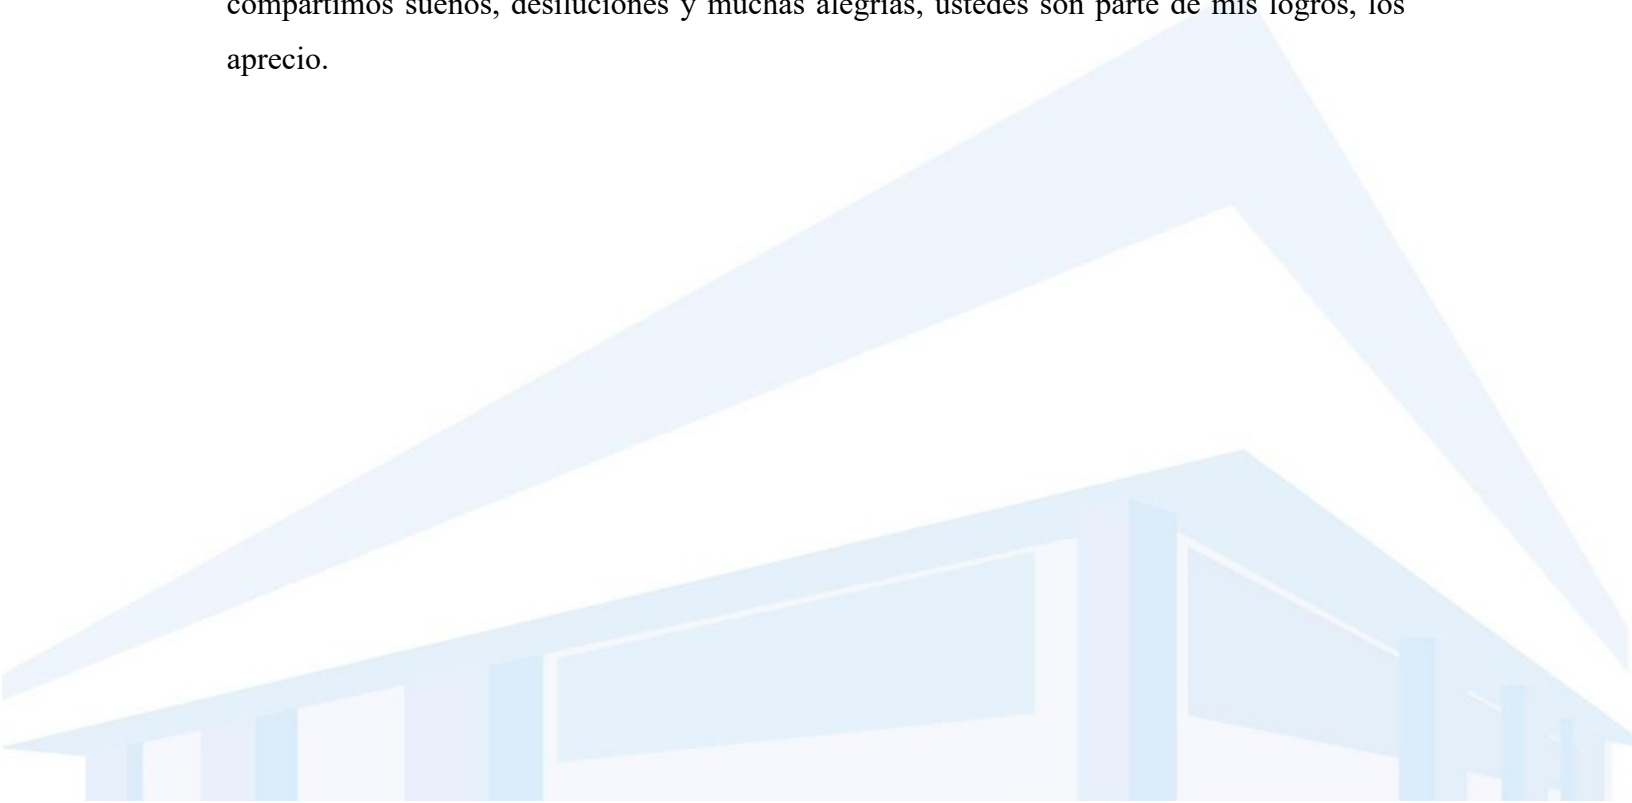 compartimos sueños, desiluciones y muchas alegrías, ustedes son parte de mis logros, los
aprecio.